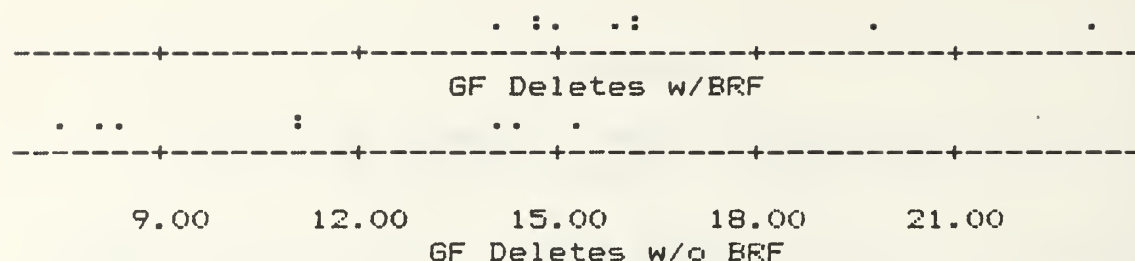 . :. .: . .
---------+---------+---------+---------+---------
GF Deletes w/BRF
. .. : .. .
---------+---------+---------+---------+---------
9.00 12.00 15.00 18.00 21.00
GF Deletes w/o BRF